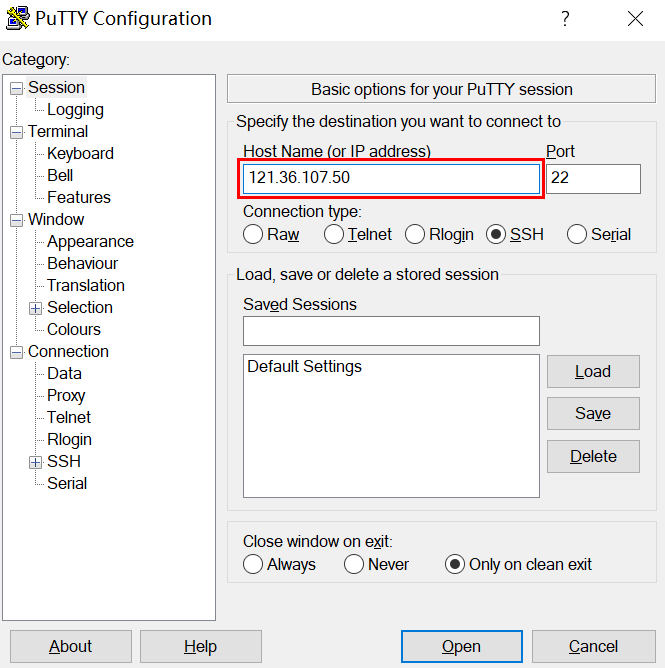 PuTTY Configuration
?
Category:
Session
Logging
Terminal
Keyboard
Bell
Features
Window
Appearance
Behaviour
Translation
Selection
Colours
Connection
Data
Proxy
Telnet
Rlogin
SSH
Serial
Basic options for your PuTTY session
Specify the destination you want to connect to
Host Name (or IP address) Port
121.36.107.50 22
Connection type:
Raw Telnet Rlogin SSH Serial
Load, save or delete a stored session
Saved Sessions
Default Settings
Load
Save
Delete
Close window on exit:
Always Never Only on clean exit
About Help Open Cancel